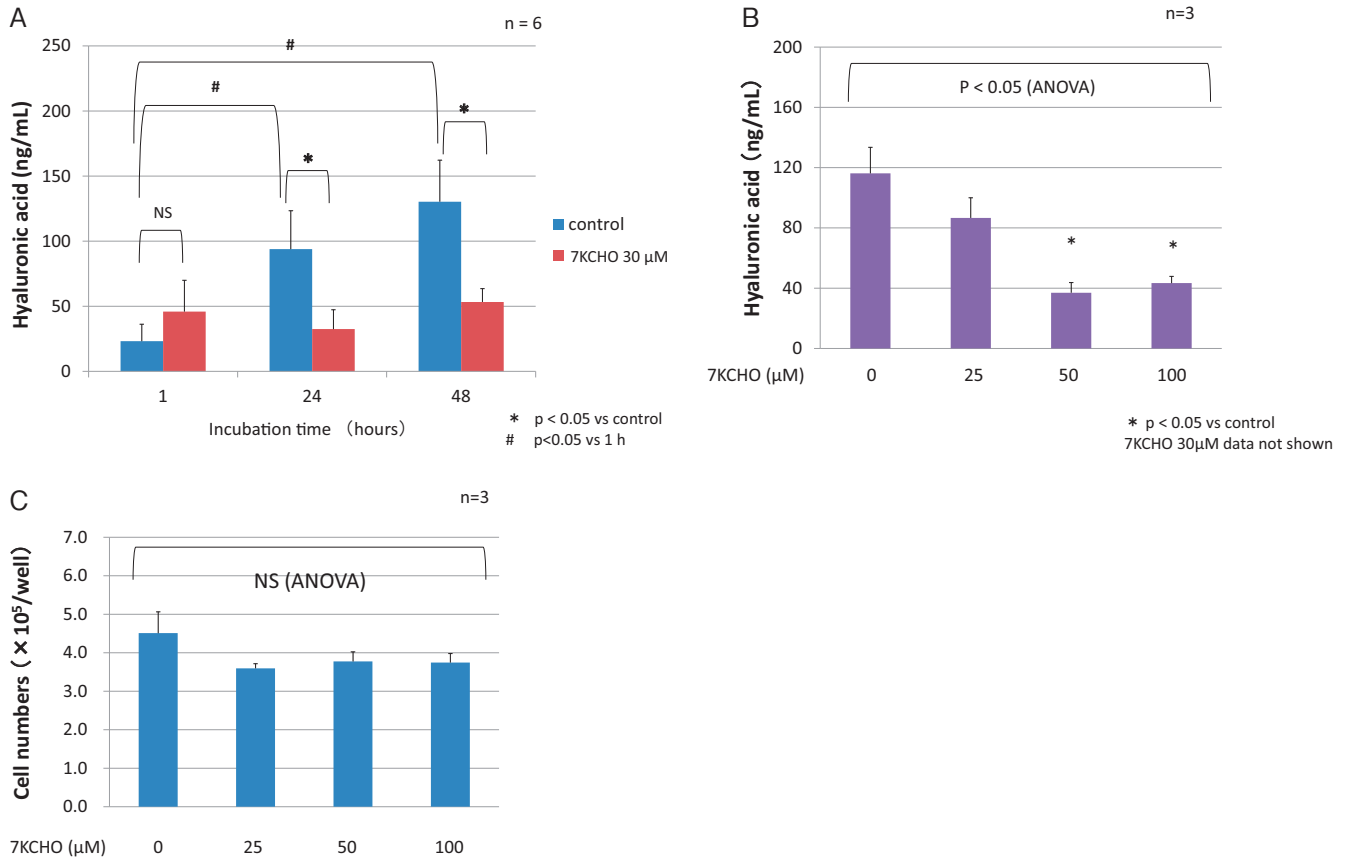 A
n = 6
Hyaluronic acid (ng/mL)
250
200
150
100
50
0
#
#
*
*
NS
control
7KCHO 30 µM
1
24
48
Incubation time （hours）
* p < 0.05 vs control
# p<0.05 vs 1 h
B
n=3
Hyaluronic acid（ng/mL）
200
160
120
80
40
0
P < 0.05 (ANOVA)
*
*
7KCHO (µM)
0
25
50
100
* p < 0.05 vs control
7KCHO 30µM data not shown
C
n=3
Cell numbers（×10⁵/well）
7.0
6.0
5.0
4.0
3.0
2.0
1.0
0.0
NS (ANOVA)
7KCHO (µM)
0
25
50
100